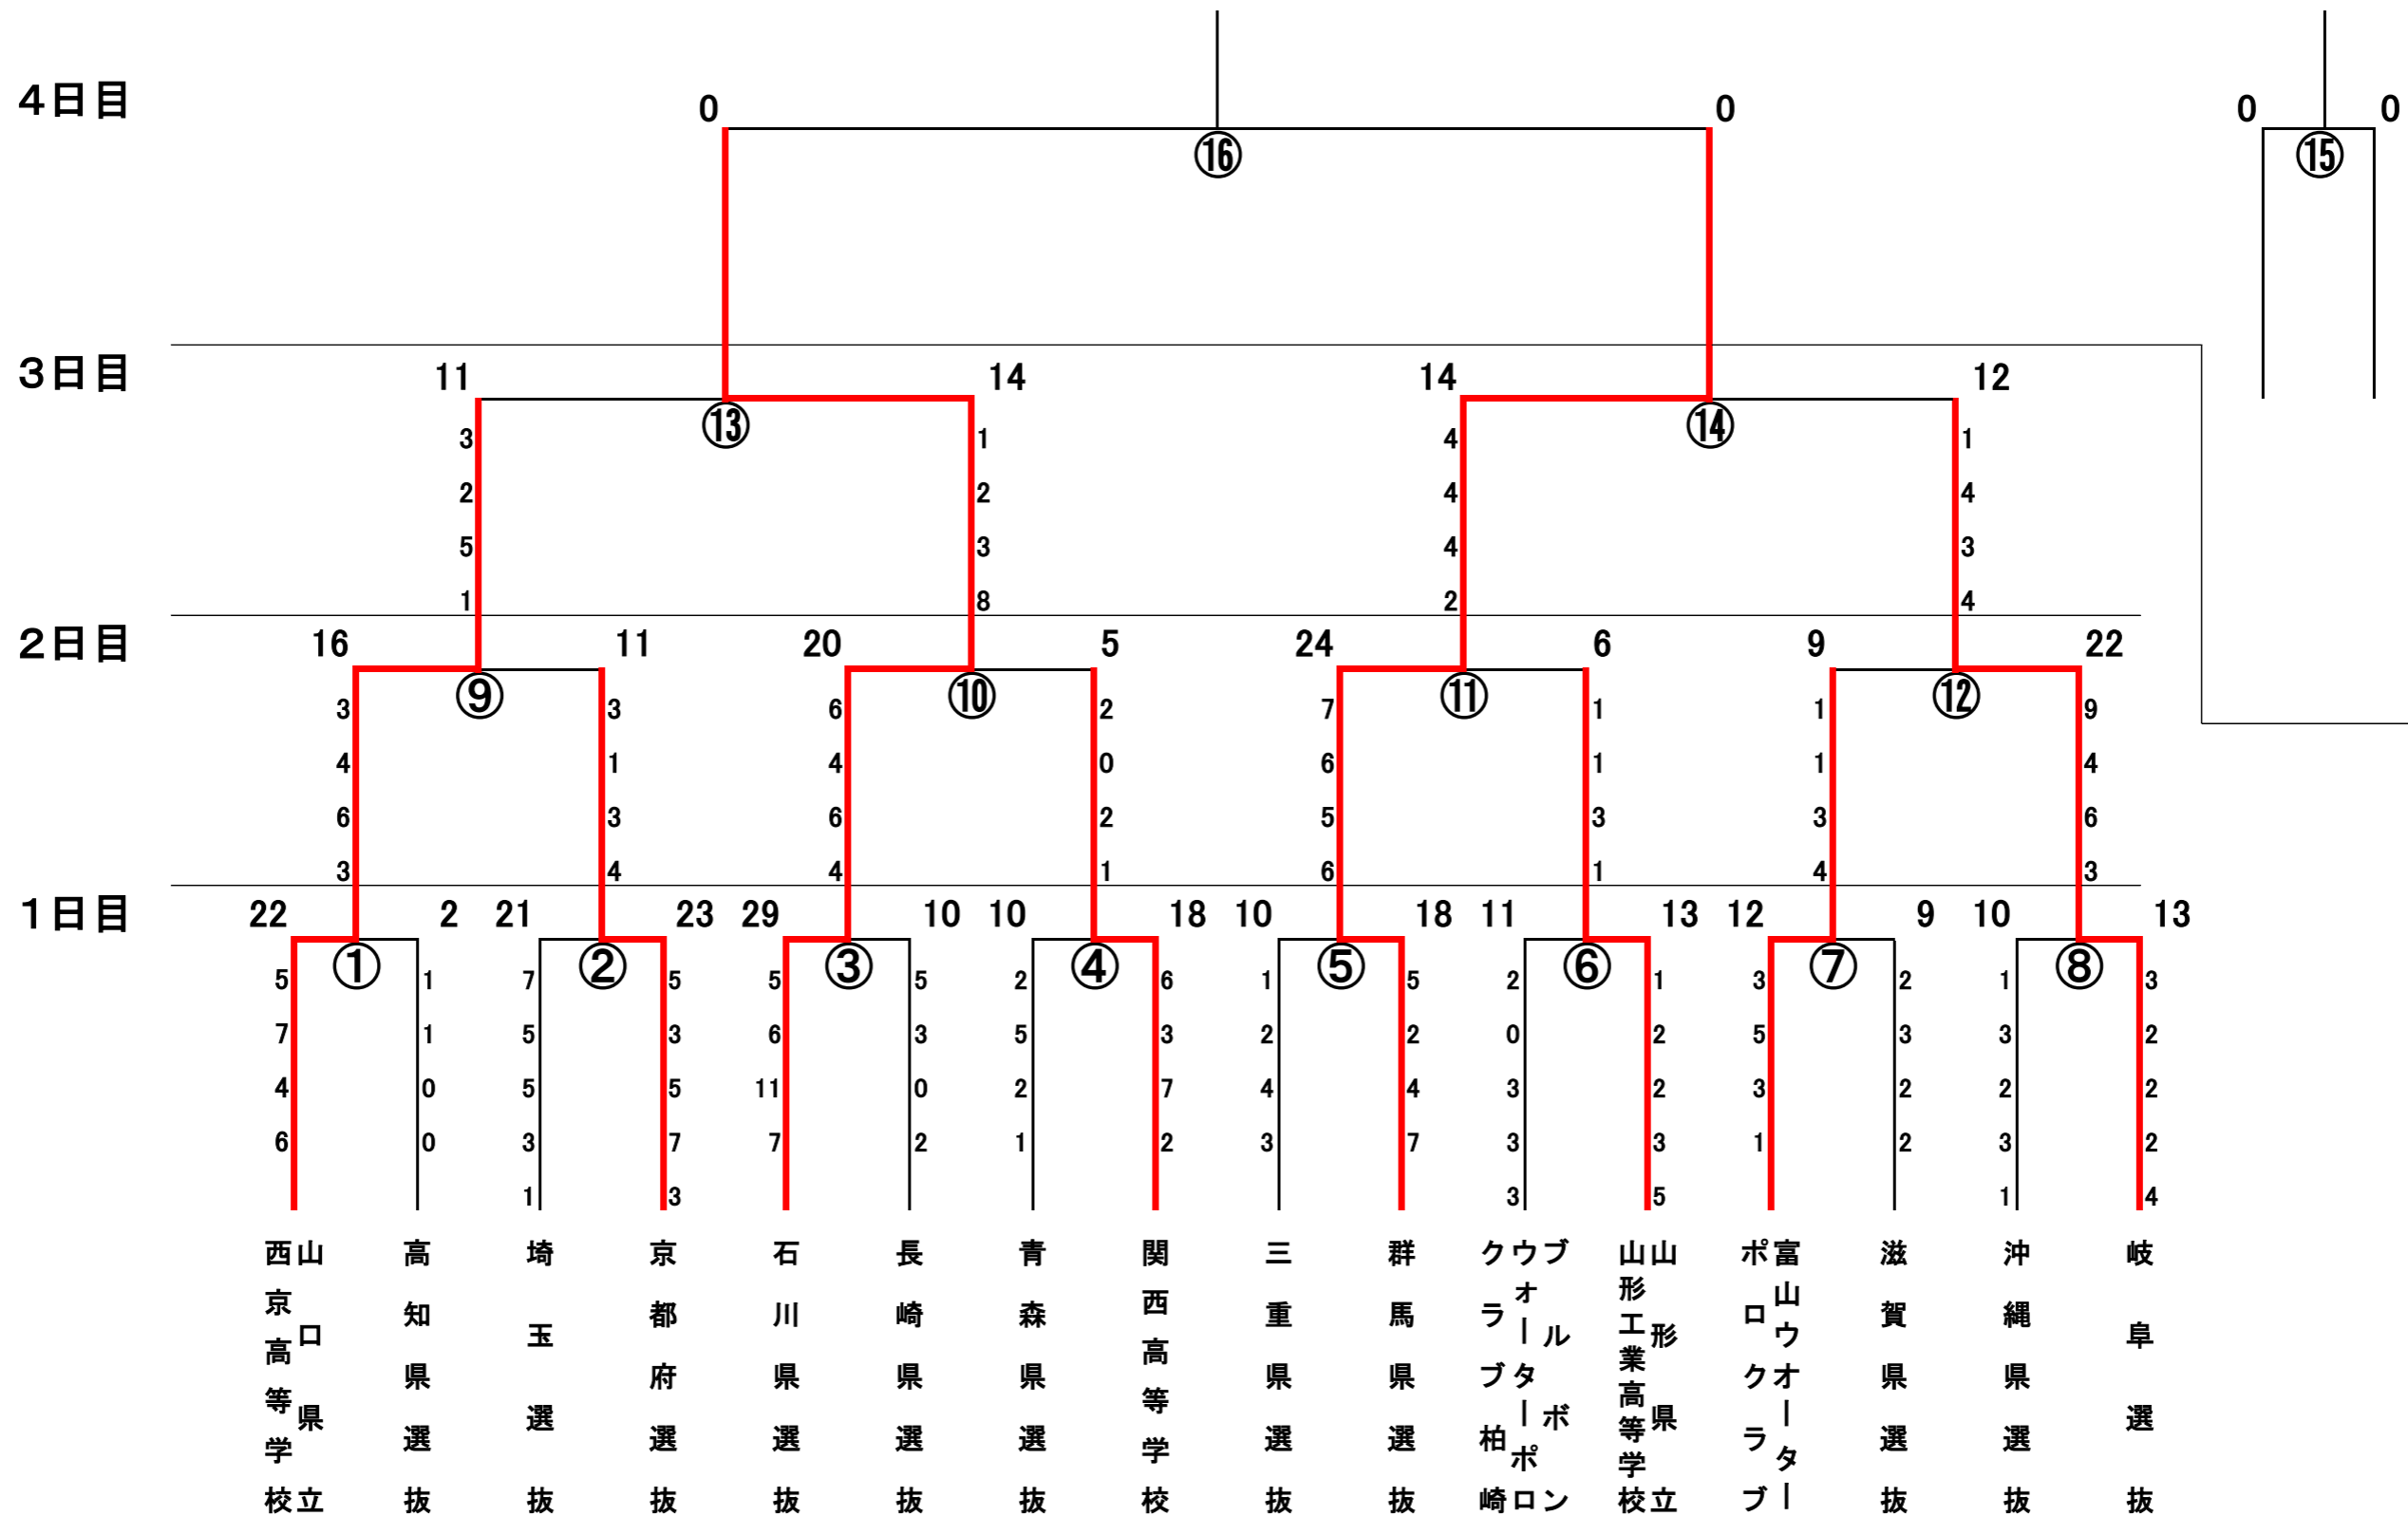 4日目
0 0 0 0
⑯ ⑮
3日目
11 14 14 12
⑬ ⑭
3 1 4 1
2 2 4 4
5 3 4 3
1 8 2 4
2日目
16 11 20 5 24 6 9 22
⑨ ⑩ ⑪ ⑫
3 3 6 2 7 1 1 9
4 1 4 0 6 1 1 4
6 3 6 2 5 3 3 6
3 4 4 1 6 1 4 3
1日目
22 2 21 23 29 10 10 18 10 18 11 13 12 9 10 13
① ② ③ ④ ⑤ ⑥ ⑦ ⑧
5 1 7 5 5 5 2 6 1 5 2 1 3 2 1 3
7 1 5 3 6 3 5 3 2 2 0 2 5 3 3 2
4 0 5 5 11 0 2 7 4 4 3 2 3 2 2 2
6 0 3 7 7 2 1 2 3 7 3 3 1 2 3 2
1 3 3 5 1 4
山口県立
西京高等学校
高知県選抜
埼玉選抜
京都府選抜
石川県選抜
長崎県選抜
青森県選抜
関西高等学校
三重県選抜
群馬県選抜
ブルボン
ウォーターポロ
クラブ柏崎
山形県立
山形工業高等学校
富山ウオーター
ポロクラブ
滋賀県選抜
沖縄県選抜
岐阜選抜